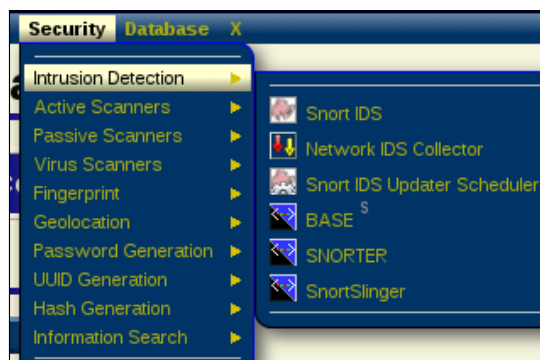 Security Database X
Intrusion Detection
Active Scanners
Passive Scanners
Virus Scanners
Fingerprint
Geolocation
Password Generation
UUID Generation
Hash Generation
Information Search
Snort IDS
Network IDS Collector
Snort IDS Updater Scheduler
BASE S
SNORTER
SnortSlinger